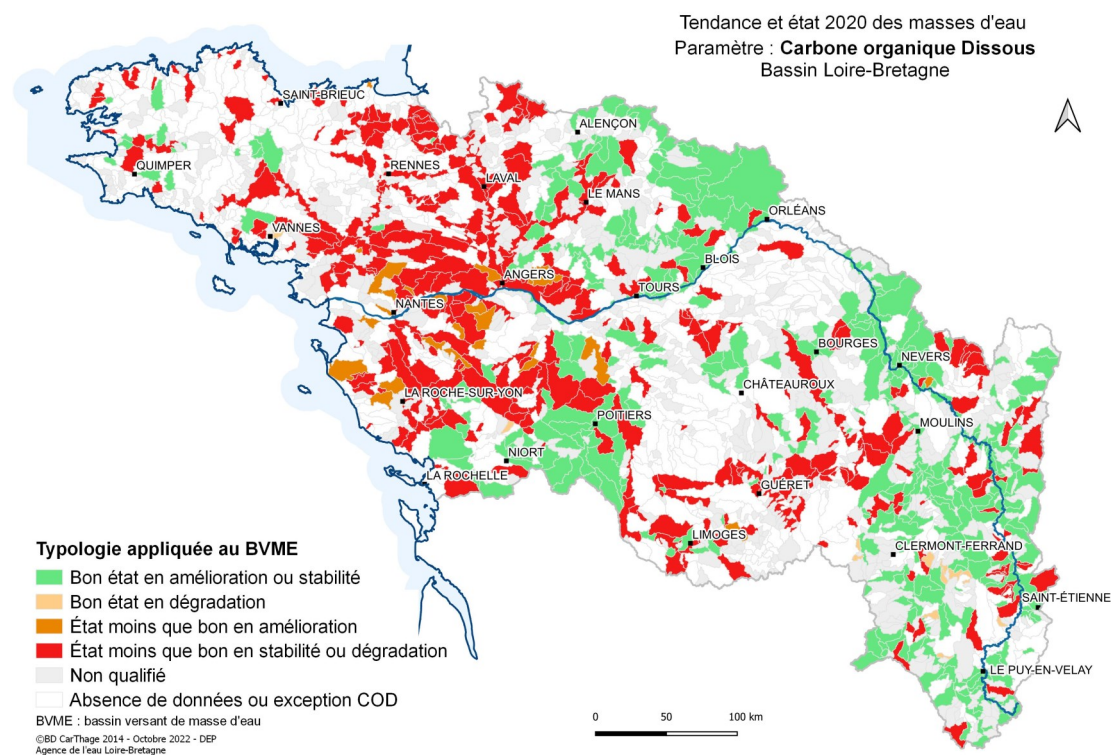 Tendance et état 2020 des masses d'eau
Paramètre : Carbone organique Dissous
Bassin Loire-Bretagne
SAINT-BRIEUC
ALENÇON
QUIMPER
RENNES
LAVAL
LE MANS
ORLÉANS
VANNES
BLOIS
ANGERS
TOURS
NANTES
BOURGES
NEVERS
CHÂTEAUROUX
LA ROCHE-SUR-YON
POITIERS
MOULINS
NIORT
LA ROCHELLE
GUÉRET
LIMOGES
CLERMONT-FERRAND
SAINT-ÉTIENNE
LE PUY-EN-VELAY
Typologie appliquée au BVME
Bon état en amélioration ou stabilité
Bon état en dégradation
État moins que bon en amélioration
État moins que bon en stabilité ou dégradation
Non qualifié
Absence de données ou exception COD
BVME : bassin versant de masse d'eau
©BD CarThage 2014 - Octobre 2022 - DEP
Agence de l'eau Loire-Bretagne
0 50 100 km